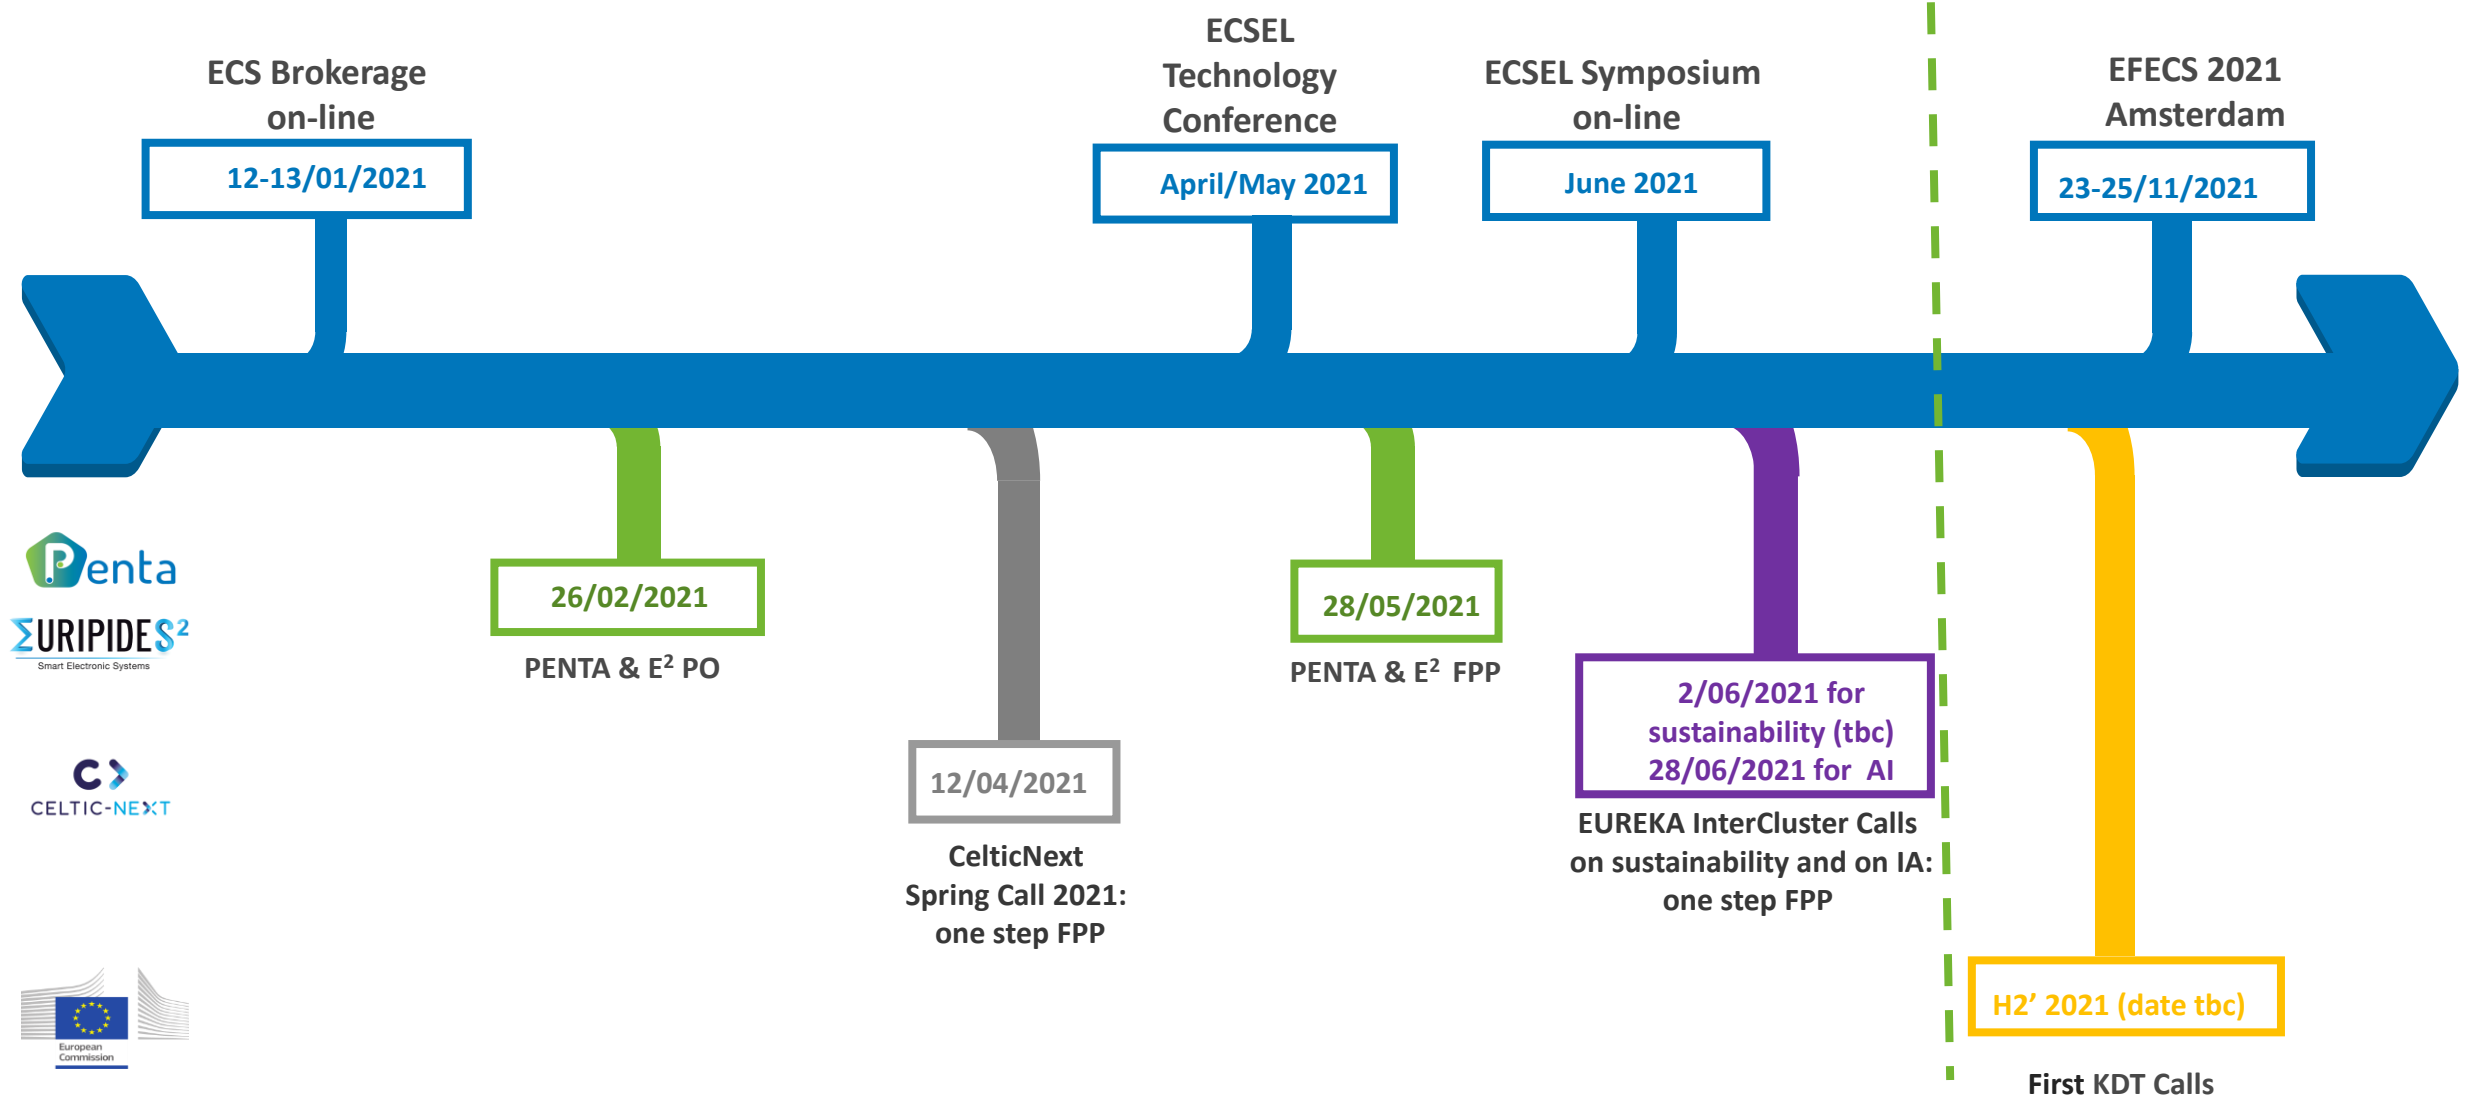 ECS Brokerage
on-line
12-13/01/2021
ECSEL
Technology
Conference
April/May 2021
ECSEL Symposium
on-line
June 2021
EFECS 2021
Amsterdam
23-25/11/2021
Penta
ΣURIPIDES²
Smart Electronic Systems
26/02/2021
PENTA & E² PO
28/05/2021
PENTA & E² FPP
2/06/2021 for
sustainability (tbc)
28/06/2021 for AI
EUREKA InterCluster Calls
on sustainability and on IA:
one step FPP
CELTIC-NEXT
12/04/2021
CelticNext
Spring Call 2021:
one step FPP
European
Commission
H2’ 2021 (date tbc)
First KDT Calls